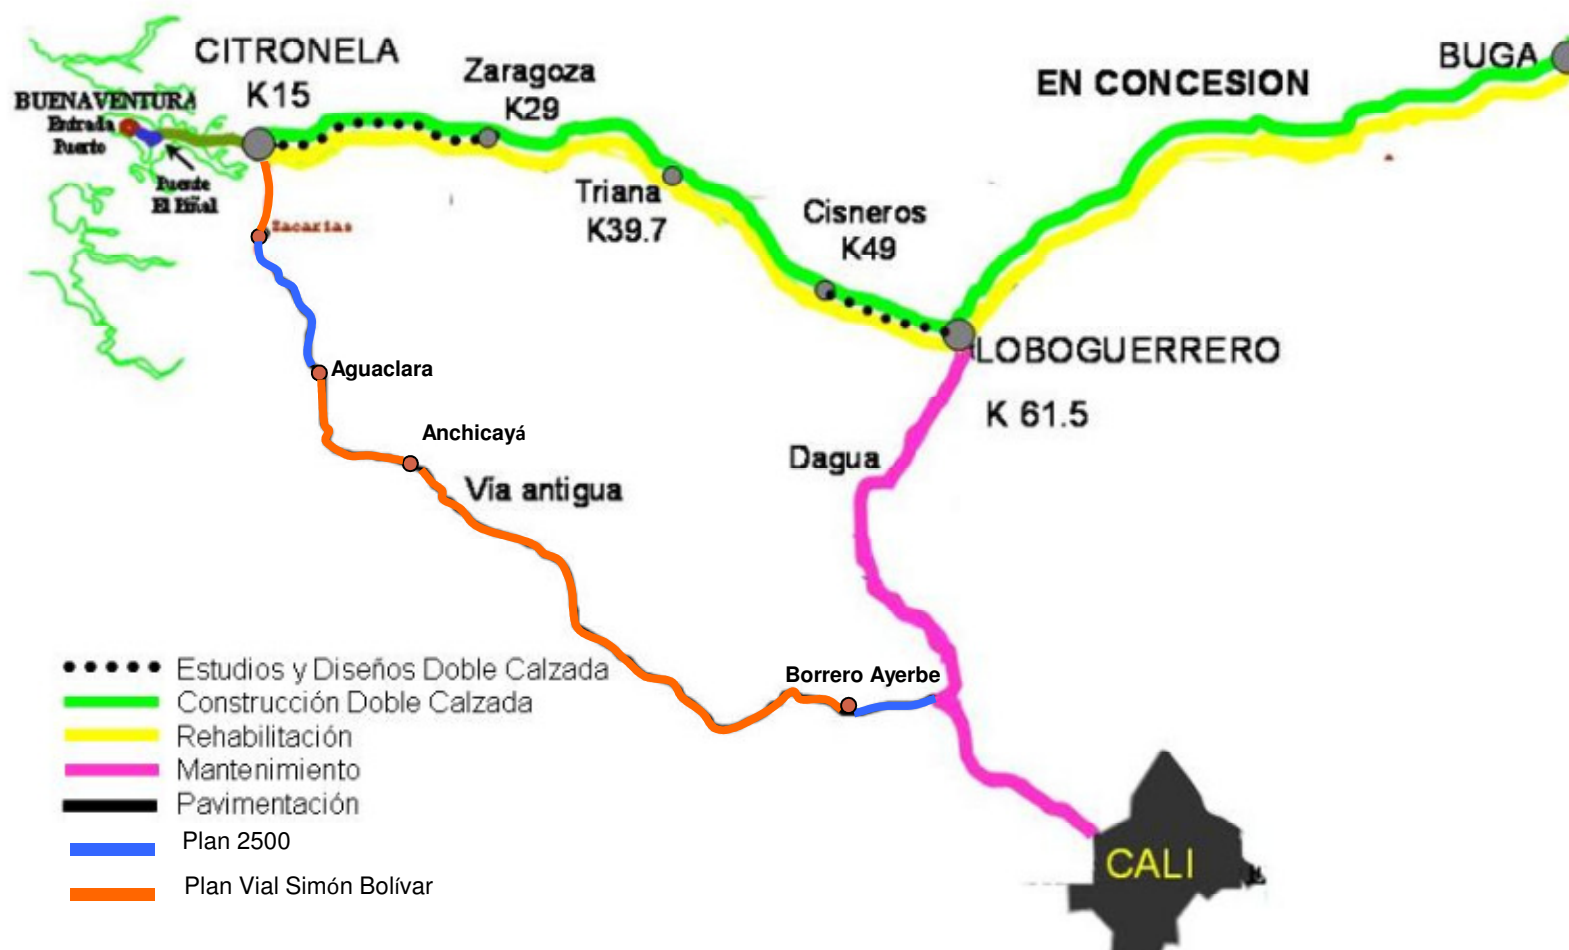 CITRONELA
K15
Zaragoza
K29
BUGA
EN CONCESION
BUENAVENTURA
Entrada
Puerto
Puente
El Piñal
Triana
K39.7
Cisneros
K49
Zacarias
LOBOGUERRERO
K 61.5
Aguaclara
Anchicayá
Vía antigua
Dagua
Borrero Ayerbe
Estudios y Diseños Doble Calzada
Construcción Doble Calzada
Rehabilitación
Mantenimiento
Pavimentación
Plan 2500
Plan Vial Simón Bolívar
CALI